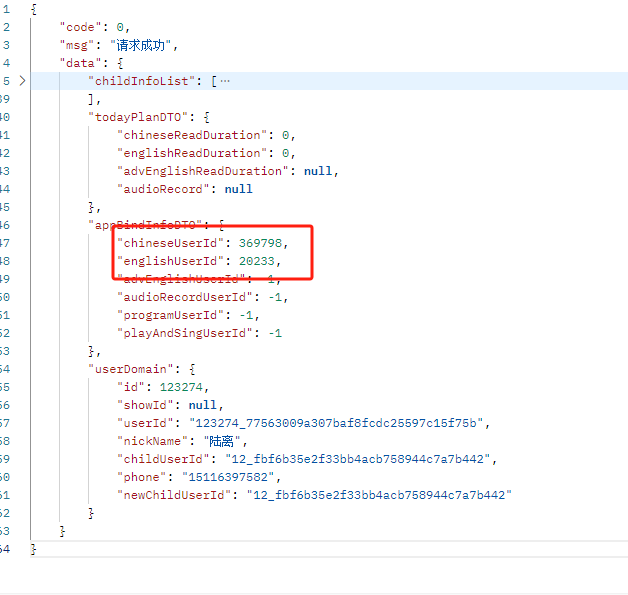 1 {
2 "code": 0,
3 "msg": "请求成功",
4 "data": {
5 "childInfoList": [ ⋯
39 ],
40 "todayPlanDTO": {
41 "chineseReadDuration": 0,
42 "englishReadDuration": 0,
43 "advEnglishReadDuration": null,
44 "audioRecord": null
45 },
46 "appBindInfoDTO": {
47 "chineseUserId": 369798,
48 "englishUserId": 20233,
49 "advEnglishUserId": -1,
50 "audioRecordUserId": -1,
51 "programUserId": -1,
52 "playAndSingUserId": -1
53 },
54 "userDomain": {
55 "id": 123274,
56 "showId": null,
57 "userId": "123274_77563009a307baf8fcdc25597c15f75b",
58 "nickName": "陆离",
59 "childUserId": "12_fbf6b35e2f33bb4acb758944c7a7b442",
60 "phone": "15116397582",
61 "newChildUserId": "12_fbf6b35e2f33bb4acb758944c7a7b442"
62 }
63 }
64 }